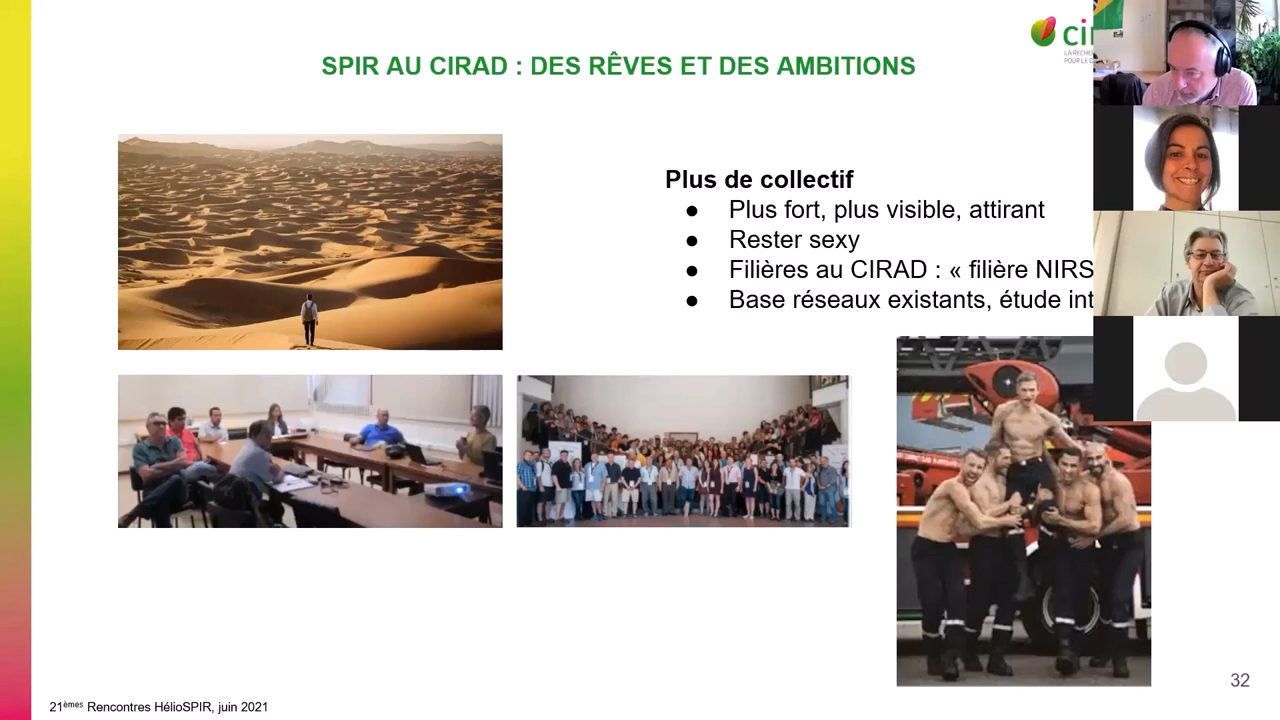 SPIR AU CIRAD : DES RÊVES ET DES AMBITIONS
Plus de collectif
● Plus fort, plus visible, attirant
● Rester sexy
● Filières au CIRAD : « filière NIRS
● Base réseaux existants, étude int
32
21èmes Rencontres HélioSPIR, juin 2021